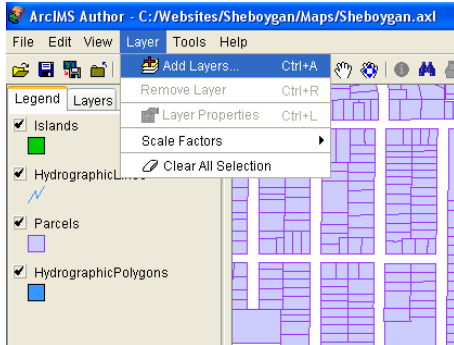 ArcIMS Author - C:/Websites/Sheboygan/Maps/Sheboygan.axl
File Edit View Layer Tools Help
Add Layers... Ctrl+A
Remove Layer Ctrl+R
Layer Properties Ctrl+L
Scale Factors
Clear All Selection
Legend Layers
Islands
HydrographicLines
Parcels
HydrographicPolygons